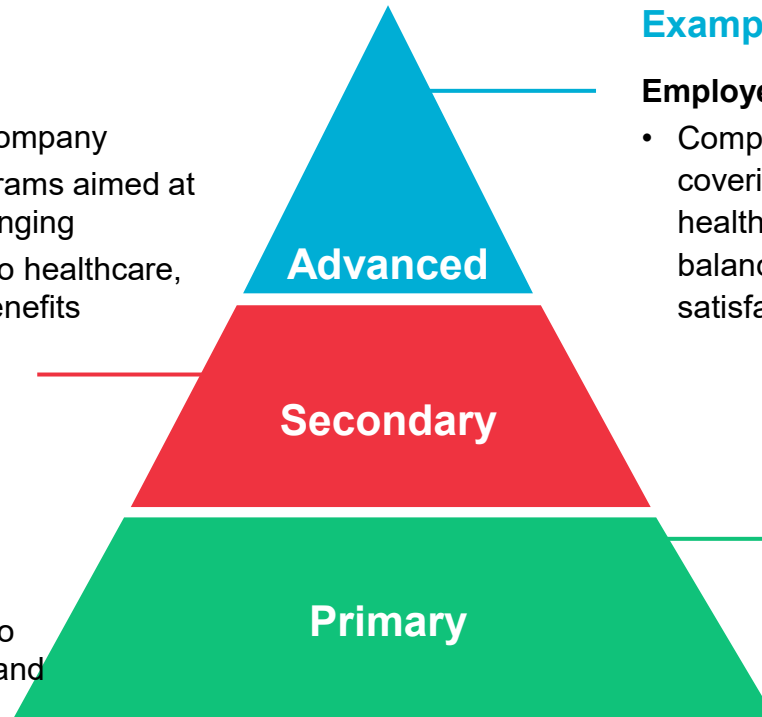 ompany
rams aimed at
nging
o healthcare,
enefits
Advanced
Secondary
Primary
o
and
Examp
Employe
• Comp
coveri
health
balanc
satisfa